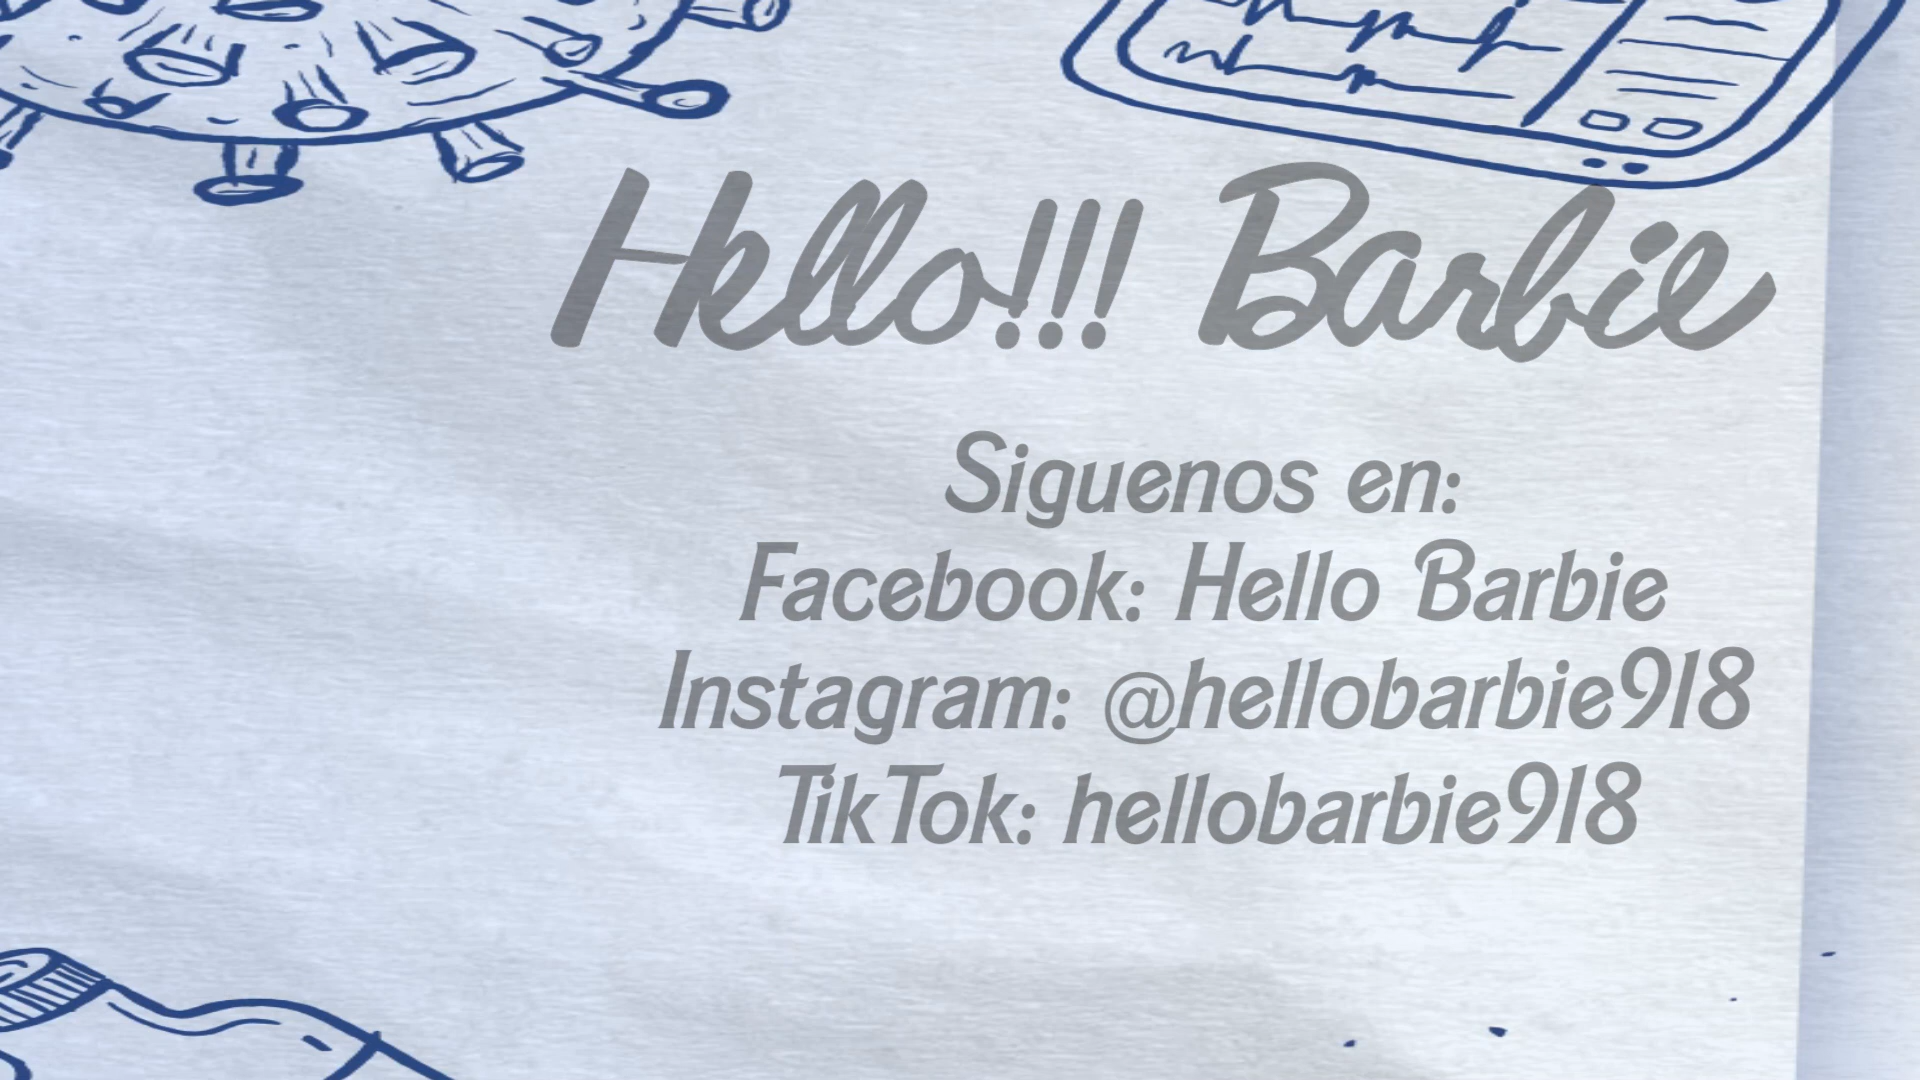 Hello!!! Barbie
Siguenos en:
Facebook: Hello Barbie
Instagram: @hellobarbie918
TikTok: hellobarbie918